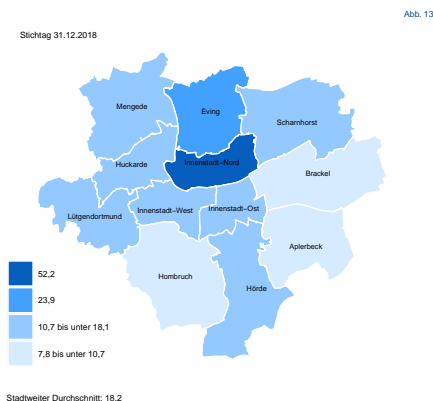 Abb. 13
Stichtag 31.12.2018
Mengede
Eving
Scharnhorst
Huckarde
Innenstadt-Nord
Brackel
Lütgendortmund
Innenstadt-West
Innenstadt-Ost
Aplerbeck
Hombruch
Hörde
52,2
23,9
10,7 bis unter 18,1
7,8 bis unter 10,7
Stadtweiter Durchschnitt: 18.2